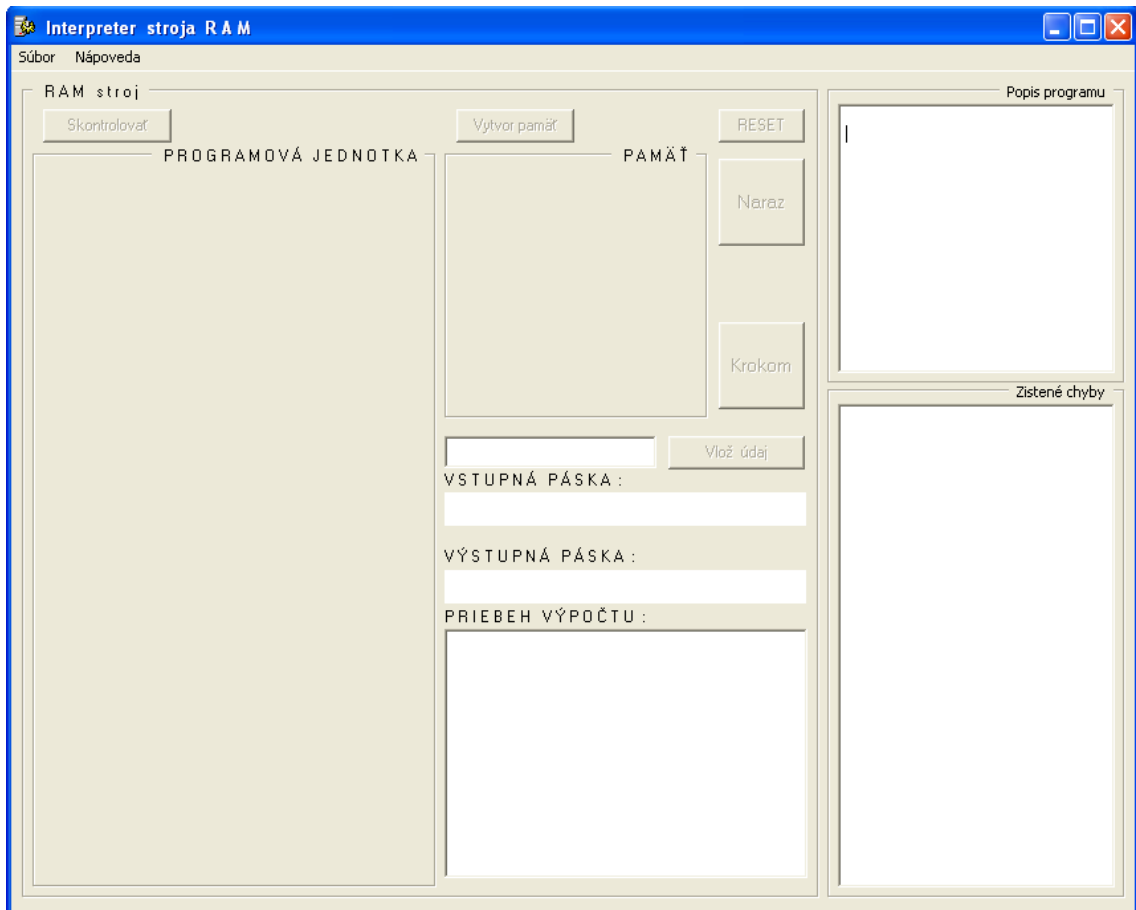 Interpreter stroja R A M
Súbor Nápoveda
RAM stroj
Skontrolovať
Vytvor pamäť
RESET
PROGRAMOVÁ JEDNOTKA
PAMÄŤ
Naraz
Krokom
Vlož údaj
VSTUPNÁ PÁSKA :
VÝSTUPNÁ PÁSKA :
PRIEBEH VÝPOČTU :
Popis programu
Zistené chyby